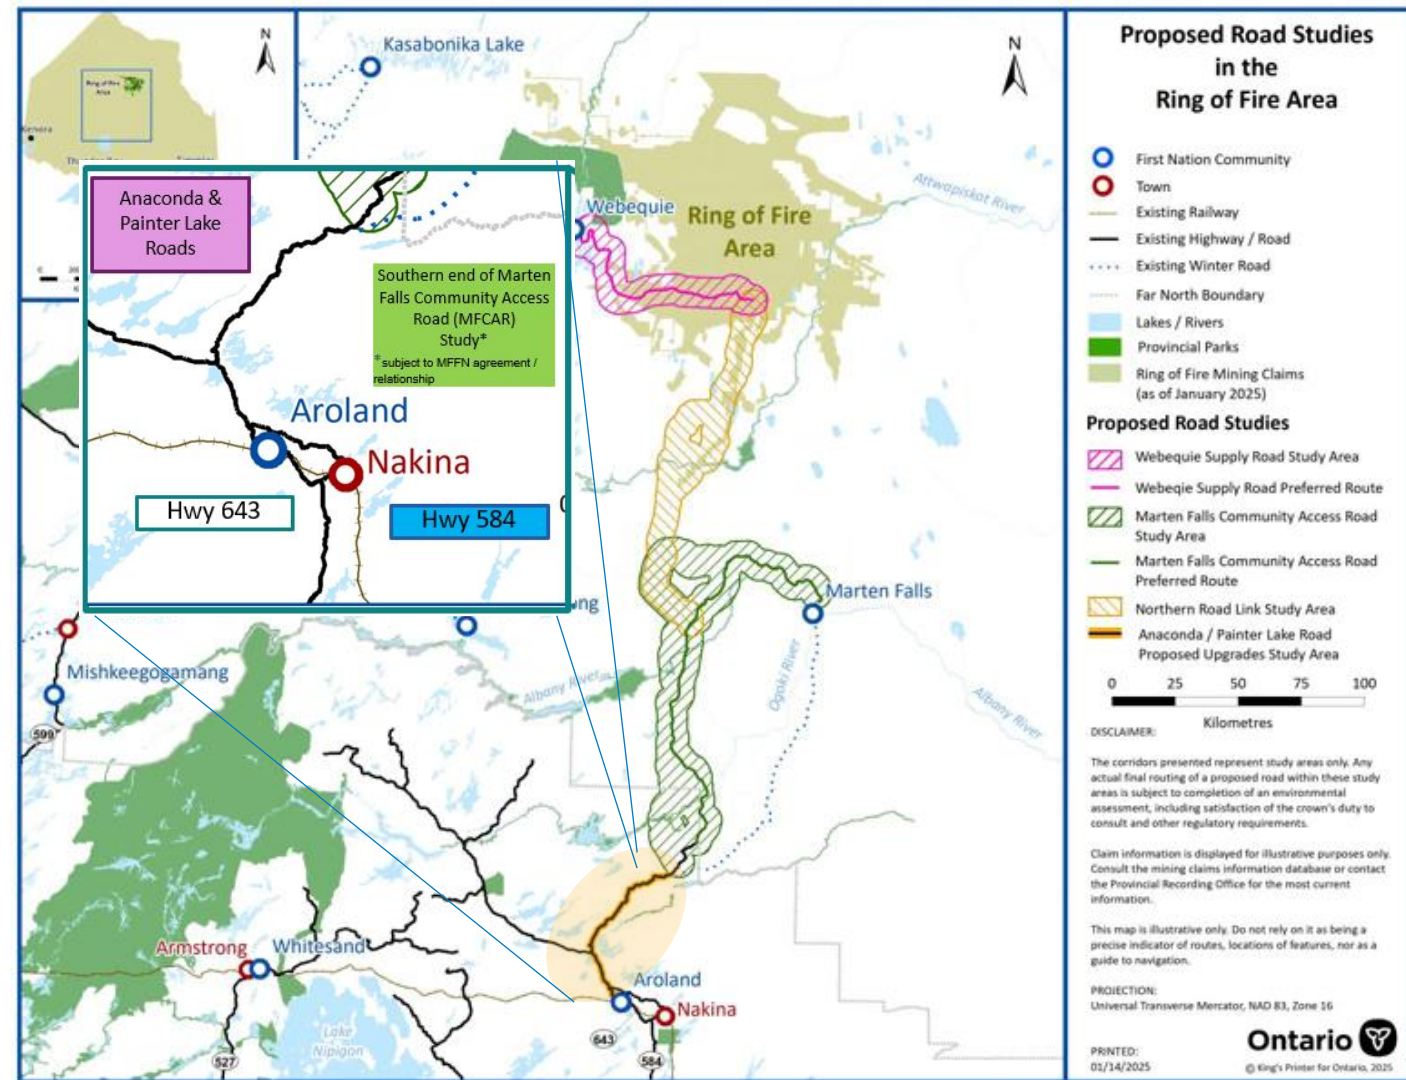 N
Ring of Fire
Area
Kenora
N
Kasabonika Lake
Attwapiskat River
Webequie
Ring of Fire
Area
Anaconda &
Painter Lake
Roads
Southern end of Marten
Falls Community Access
Road (MFCAR)
Study*
*subject to MFFN agreement /
relationship
Aroland
Nakina
Hwy 643
Hwy 584
Marten Falls
Mishkeegogamang
599
Albany River
Ogoki River
Albany River
Armstrong
Whitesand
Aroland
Nakina
Lake
Nipigon
643
584
527
Proposed Road Studies
in the
Ring of Fire Area
First Nation Community
Town
Existing Railway
Existing Highway / Road
Existing Winter Road
Far North Boundary
Lakes / Rivers
Provincial Parks
Ring of Fire Mining Claims
(as of January 2025)
Proposed Road Studies
Webequie Supply Road Study Area
Webeqie Supply Road Preferred Route
Marten Falls Community Access Road
Study Area
Marten Falls Community Access Road
Preferred Route
Northern Road Link Study Area
Anaconda / Painter Lake Road
Proposed Upgrades Study Area
0 25 50 75 100
Kilometres
DISCLAIMER:
The corridors presented represent study areas only. Any
actual final routing of a proposed road within these study
areas is subject to completion of an environmental
assessment, including satisfaction of the crown's duty to
consult and other regulatory requirements.
Claim information is displayed for illustrative purposes only.
Consult the mining claims information database or contact
the Provincial Recording Office for the most current
information.
This map is illustrative only. Do not rely on it as being a
precise indicator of routes, locations of features, nor as a
guide to navigation.
PROJECTION:
Universal Transverse Mercator, NAD 83, Zone 16
PRINTED:
01/14/2025
Ontario
© King's Printer for Ontario, 2025